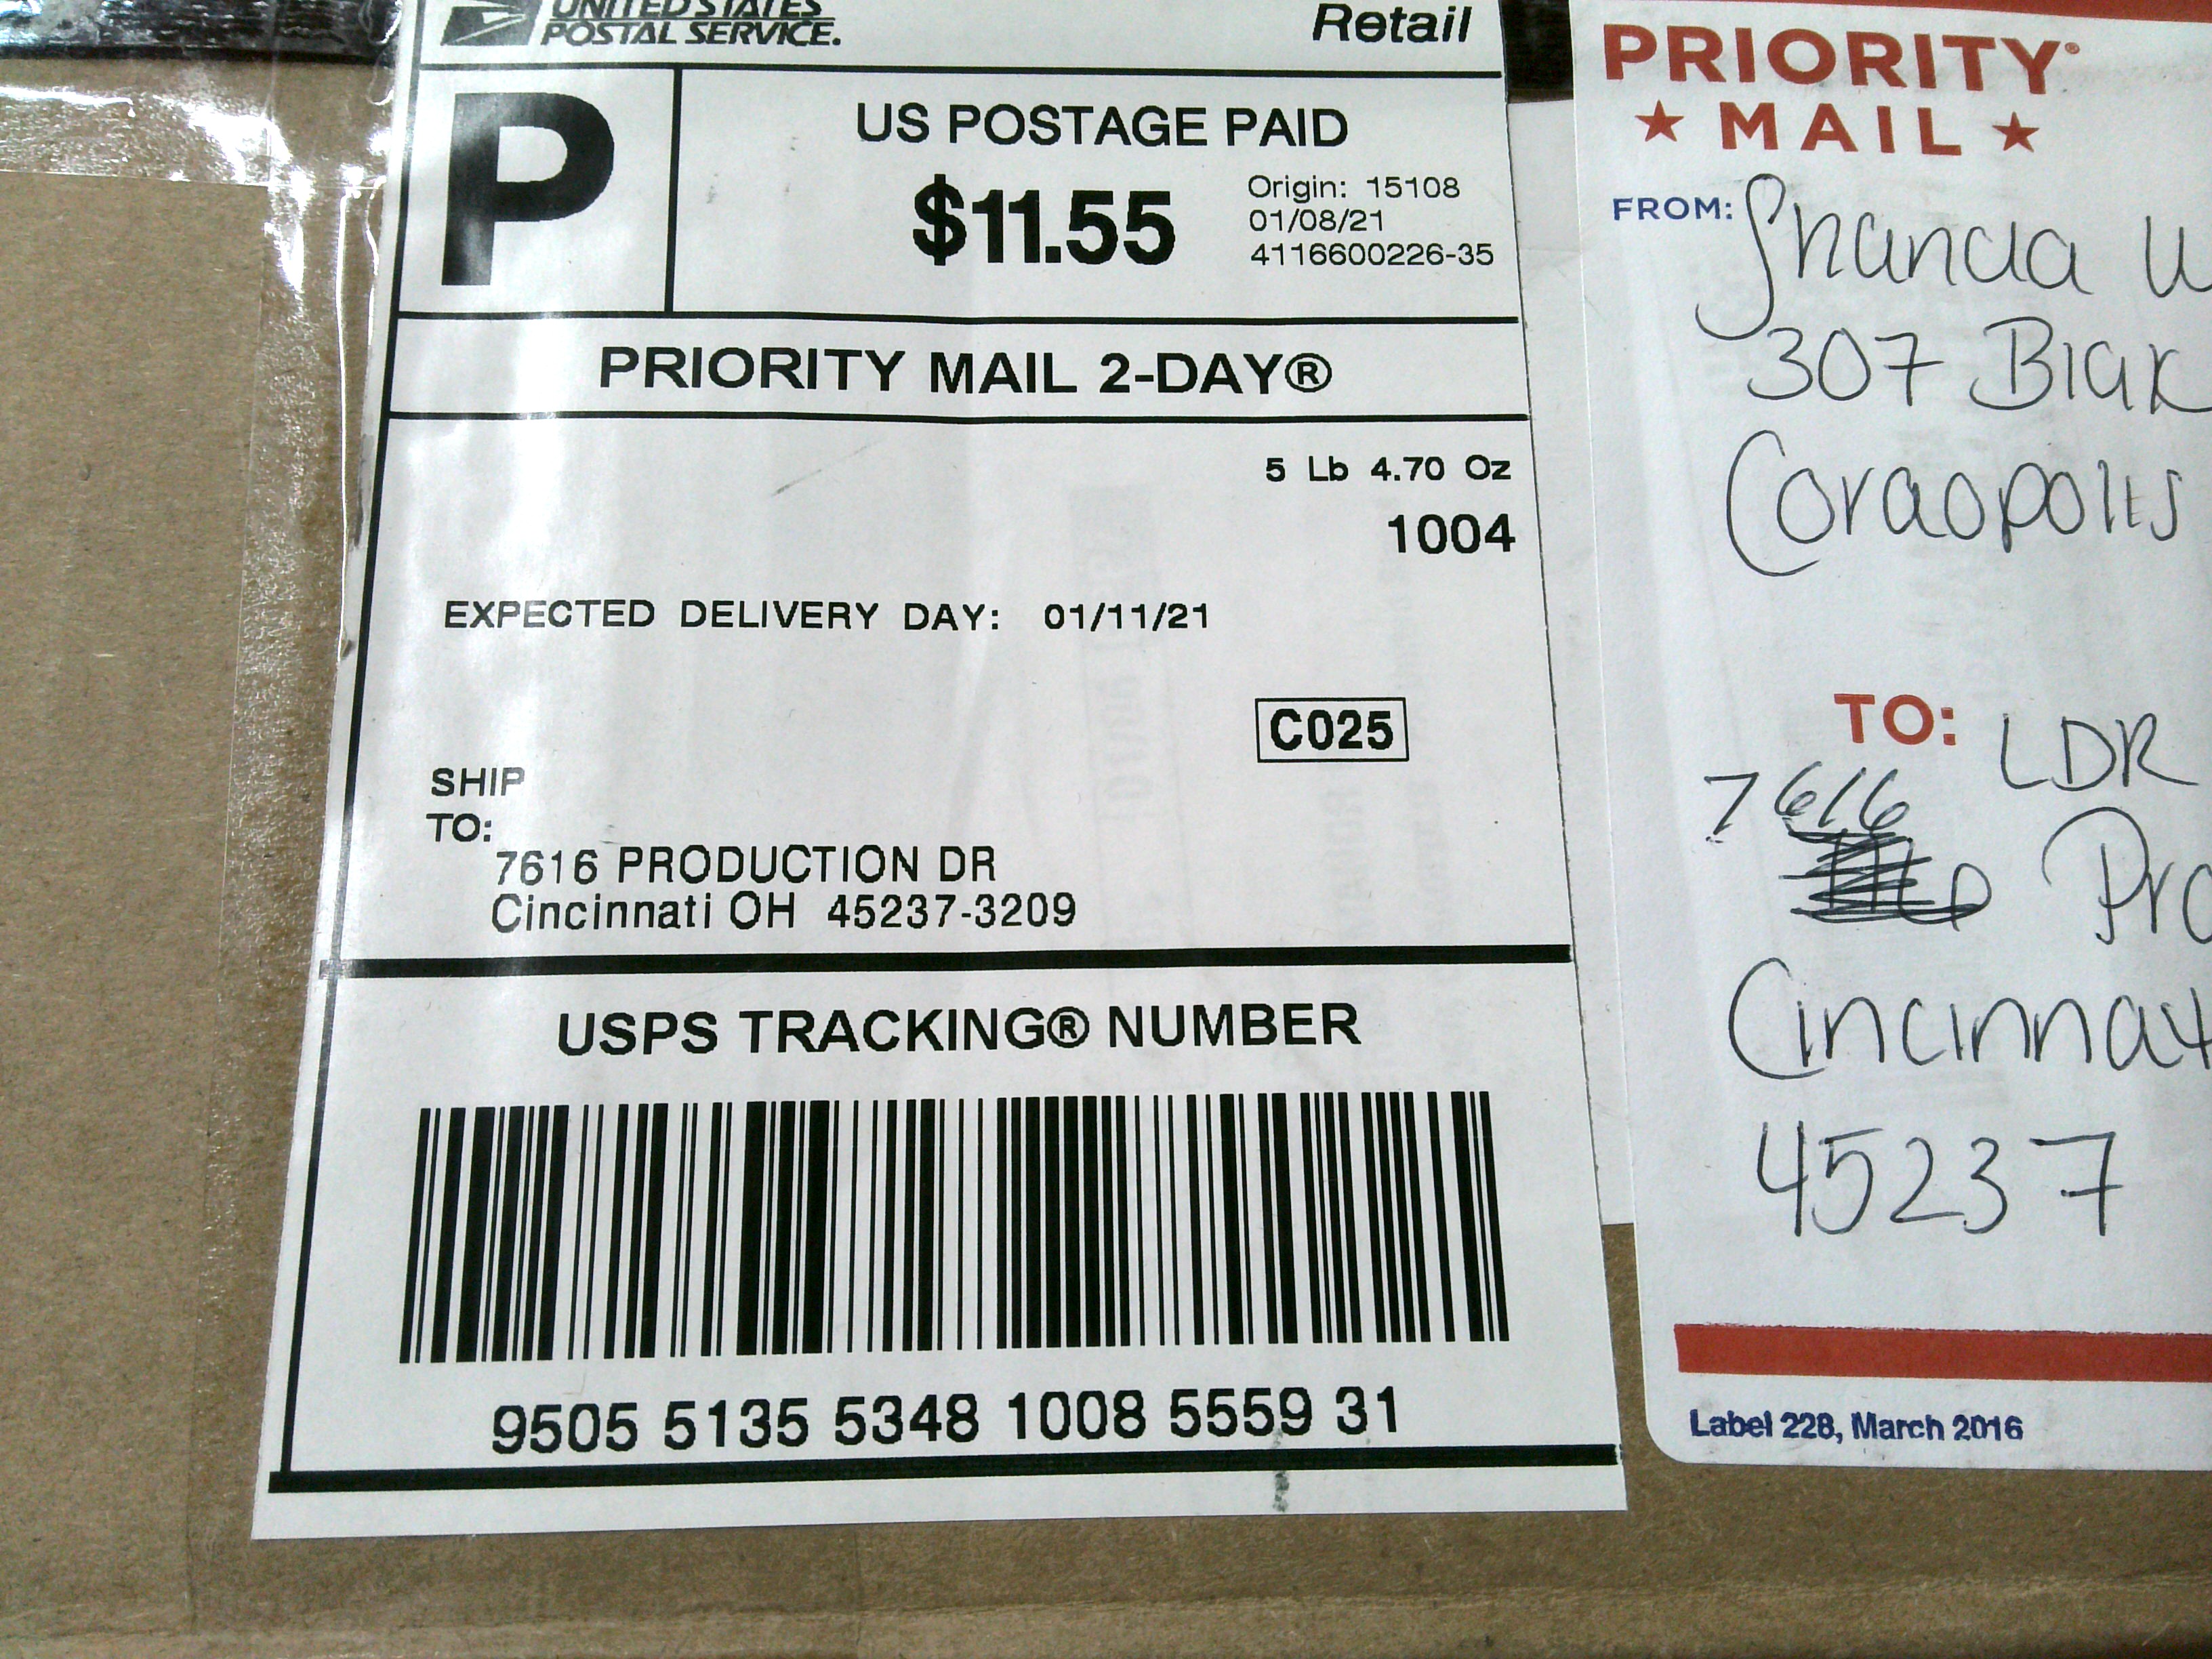 UNITED STATES
POSTAL SERVICE.
Retail
P
US POSTAGE PAID
$11.55
Origin: 15108
01/08/21
4116600226-35
PRIORITY MAIL 2-DAY®
5 Lb 4.70 Oz
1004
EXPECTED DELIVERY DAY: 01/11/21
C025
SHIP
TO:
7616 PRODUCTION DR
Cincinnati OH 45237-3209
USPS TRACKING® NUMBER
9505 5135 5348 1008 5559 31
PRIORITY®
★ MAIL ★
FROM:
307
Coraopolis
TO: LDR
7616
45237
Label 228, March 2016